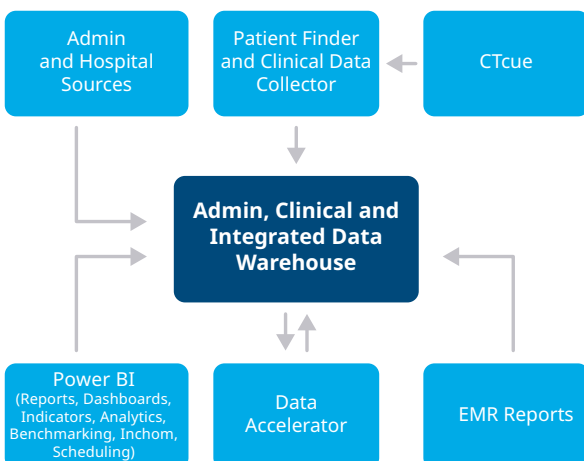 Admin
and Hospital
Sources
Patient Finder
and Clinical Data
Collector
CTcue
Admin, Clinical and
Integrated Data
Warehouse
Power BI
(Reports, Dashboards,
Indicators, Analytics,
Benchmarking, Inchom,
Scheduling)
Data
Accelerator
EMR Reports